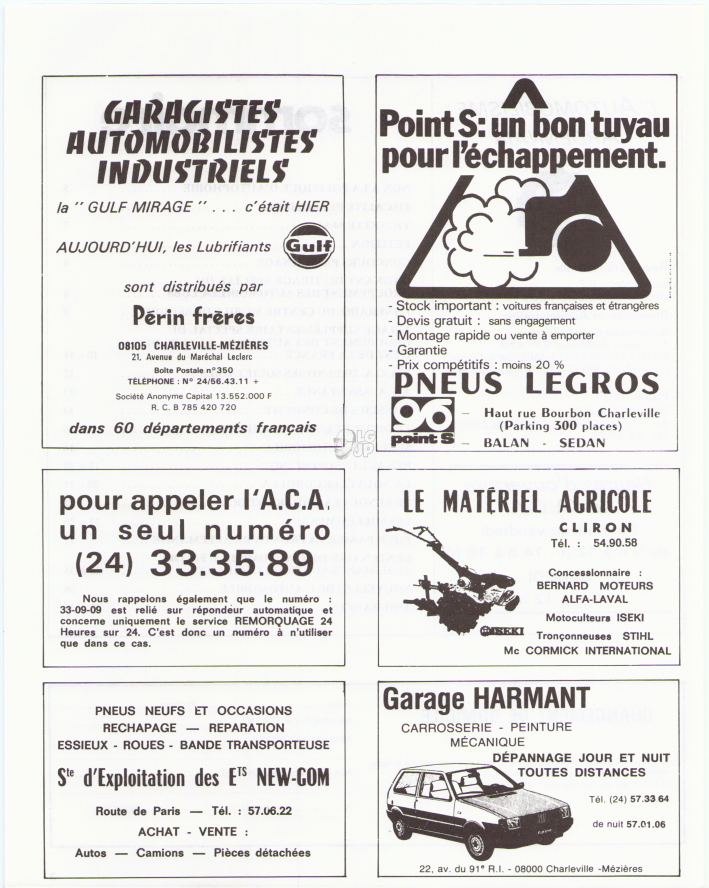 GARAGISTES
AUTOMOBILISTES
INDUSTRIELS
la " GULF MIRAGE " . . . c'était HIER
AUJOURD'HUI, les Lubrifiants Gulf
sont distribués par
Périn frères
08105 CHARLEVILLE-MÉZIÈRES
21, Avenue du Maréchal Leclerc
Boîte Postale n° 350
TÉLÉPHONE : N° 24/56.43.11 +
Société Anonyme Capital 13.552.000 F
R. C. B 785 420 720
dans 60 départements français
Point S: un bon tuyau
pour l'échappement.
- Stock important : voitures françaises et étrangères
- Devis gratuit : sans engagement
- Montage rapide ou vente à emporter
- Garantie
- Prix compétitifs : moins 20 %
PNEUS LEGROS
point S
– Haut rue Bourbon Charleville
(Parking 300 places)
– BALAN - SEDAN
LG
JP
pour appeler l'A.C.A.
un seul numéro
(24) 33.35.89
Nous rappelons également que le numéro :
33-09-09 est relié sur répondeur automatique et
concerne uniquement le service REMORQUAGE 24
Heures sur 24. C'est donc un numéro à n'utiliser
que dans ce cas.
LE MATÉRIEL AGRICOLE
CLIRON
Tél. : 54.90.58
Concessionnaire :
BERNARD MOTEURS
ALFA-LAVAL
Motoculteurs ISEKI
ISEKI
Tronçonneuses STIHL
Mc CORMICK INTERNATIONAL
PNEUS NEUFS ET OCCASIONS
RECHAPAGE — REPARATION
ESSIEUX - ROUES - BANDE TRANSPORTEUSE
Sté d'Exploitation des ETS NEW-COM
Route de Paris — Tél. : 57.06.22
ACHAT - VENTE :
Autos — Camions — Pièces détachées
Garage HARMANT
CARROSSERIE - PEINTURE
MÉCANIQUE
DÉPANNAGE JOUR ET NUIT
TOUTES DISTANCES
Tél. (24) 57.33 64
de nuit 57.01.06
22, av. du 91e R.I. - 08000 Charleville -Mézières